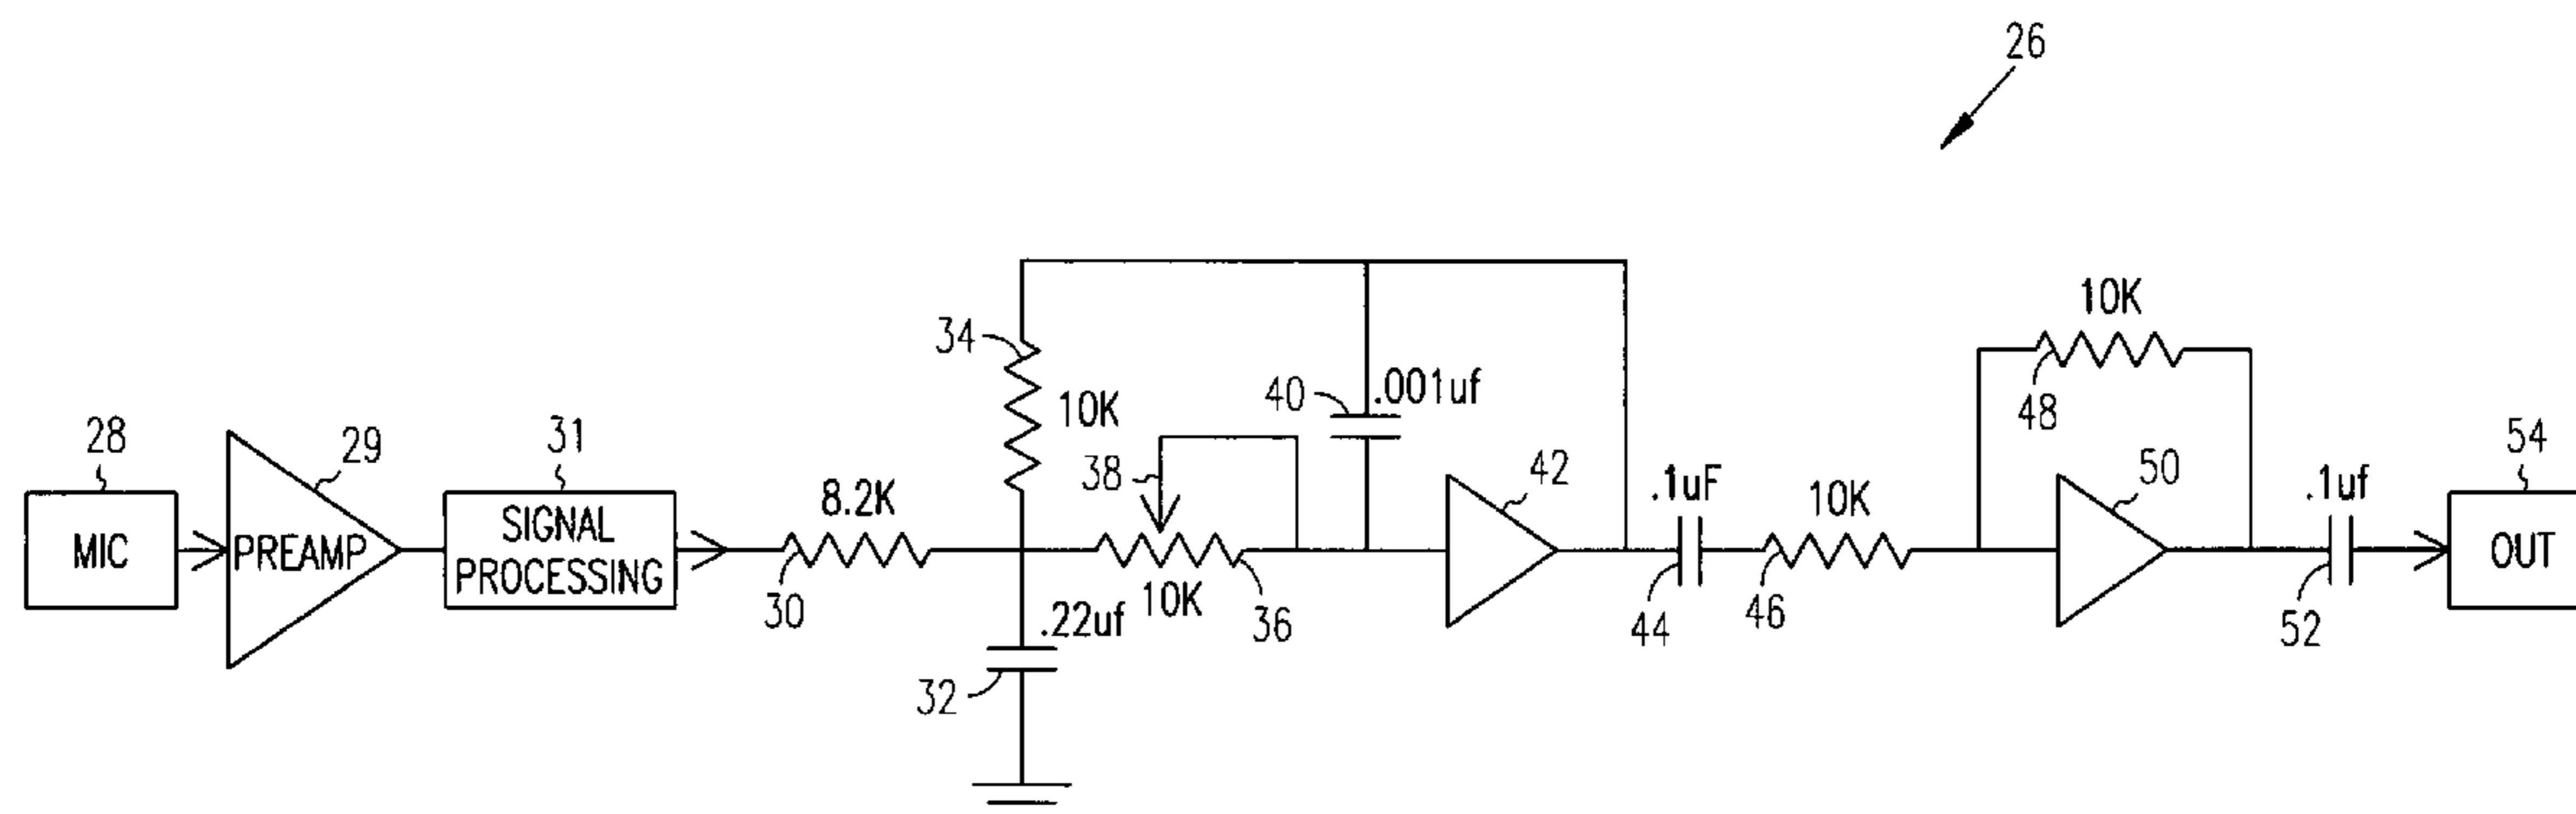 26
10K
34
10K
40
.001uf
48
28
29
31
38
42
50
54
MIC
PREAMP
SIGNAL
PROCESSING
8.2K
.1uF
10K
.1uf
OUT
30
.22uf
10K
36
44
46
52
32